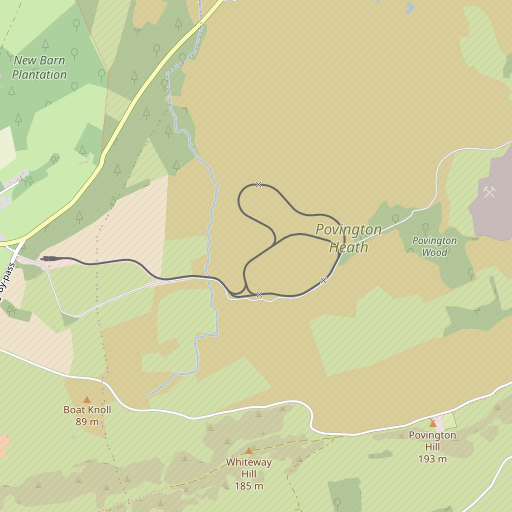 New Barn
Plantation
Povington
Heath
Povington
Wood
by-pass
Boat Knoll
89 m
Povington
Hill
193 m
Whiteway
Hill
185 m